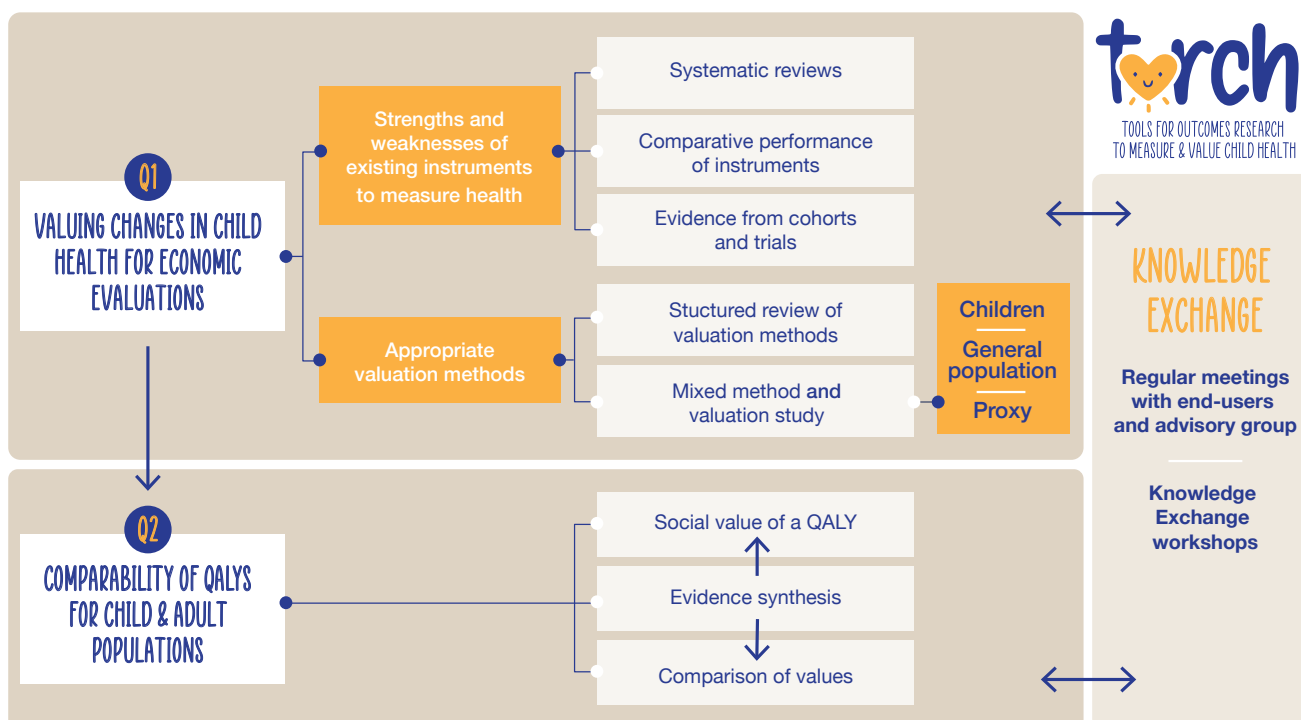 torch
TOOLS FOR OUTCOMES RESEARCH
TO MEASURE & VALUE CHILD HEALTH
Q1
VALUING CHANGES IN CHILD
HEALTH FOR ECONOMIC
EVALUATIONS
Strengths and
weaknesses of
existing instruments
to measure health
Systematic reviews
Comparative performance
of instruments
Evidence from cohorts
and trials
Appropriate
valuation methods
Stuctured review of
valuation methods
Mixed method and
valuation study
Children
General
population
Proxy
Q2
COMPARABILITY OF QALYS
FOR CHILD & ADULT
POPULATIONS
Social value of a QALY
Evidence synthesis
Comparison of values
KNOWLEDGE
EXCHANGE
Regular meetings
with end-users
and advisory group
Knowledge
Exchange
workshops